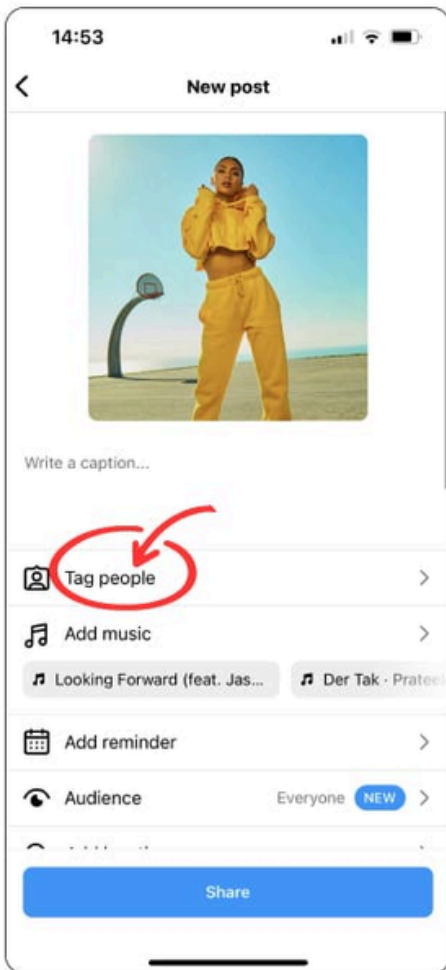 14:53
New post
Write a caption...
Tag people
Add music
Looking Forward (feat. Jas...
Der Tak · Pratee
Add reminder
Audience
Everyone
NEW
Share